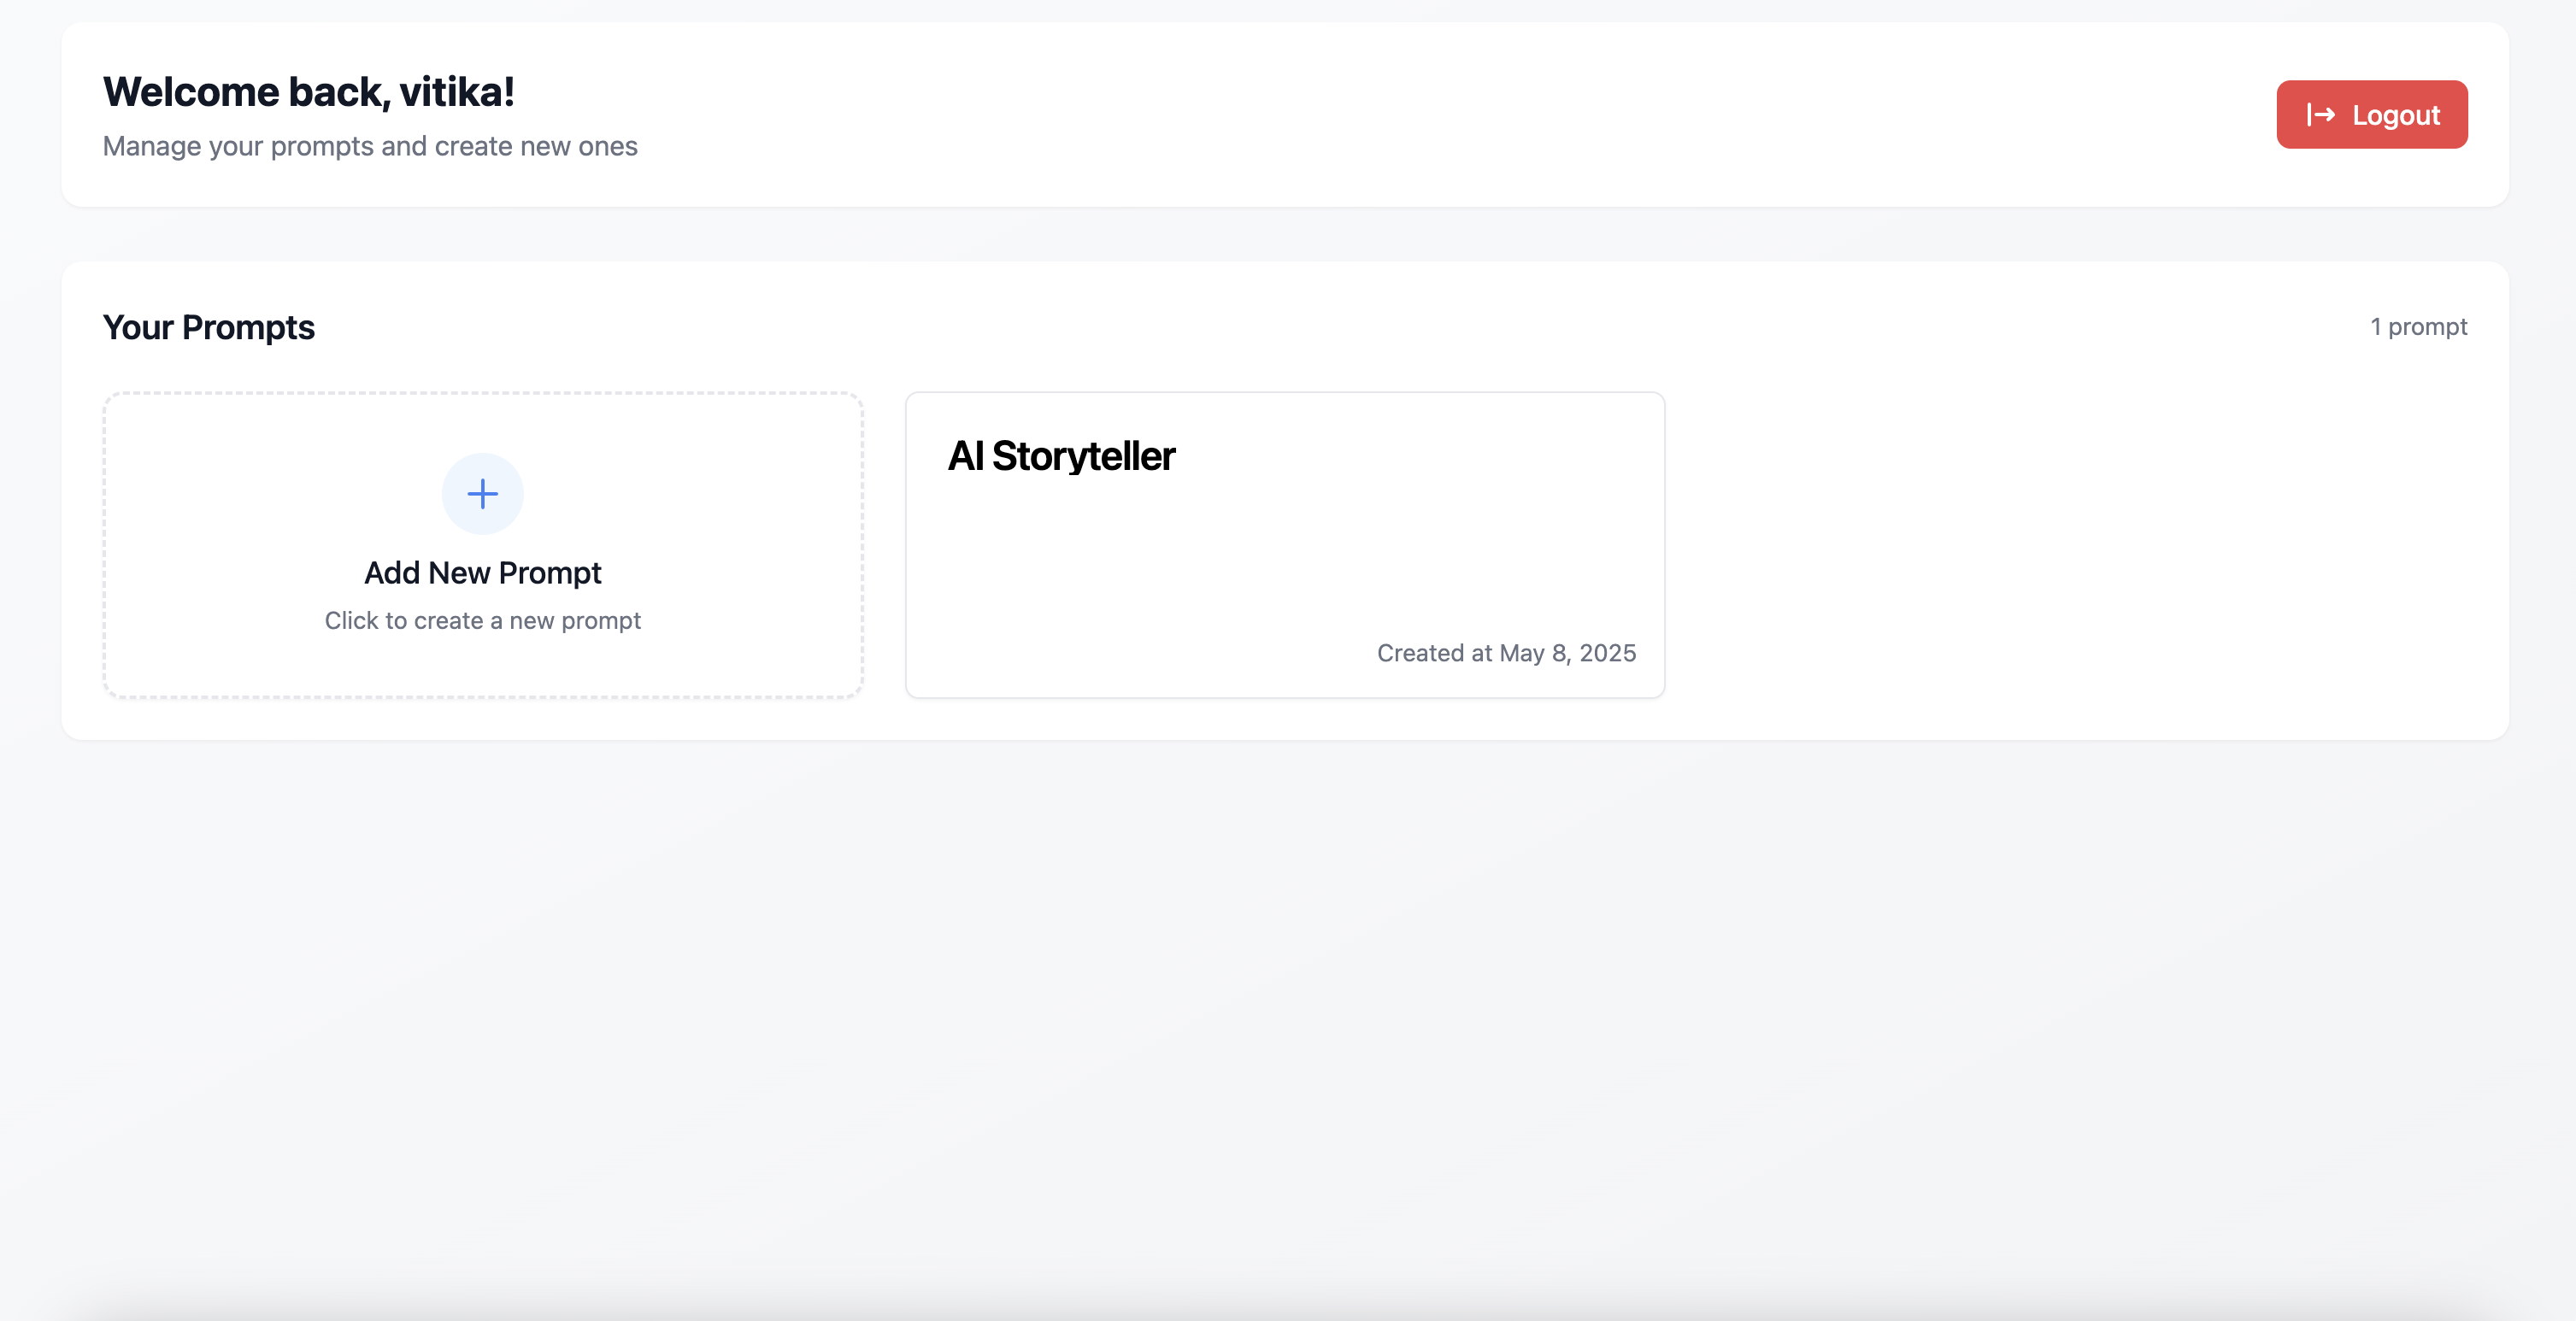 Welcome back, vitika!
Manage your prompts and create new ones
Logout
Your Prompts
1 prompt
Add New Prompt
Click to create a new prompt
AI Storyteller
Created at May 8, 2025